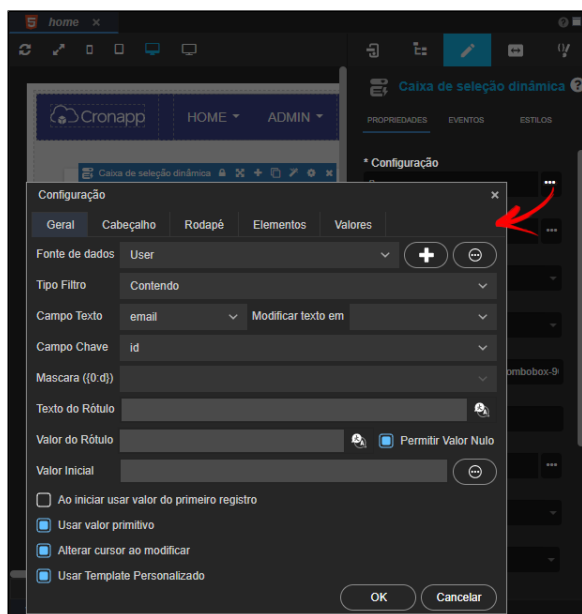 home ×
Caixa de seleção dinâmica
PROPRIEDADES EVENTOS ESTILOS
Cronapp HOME ADMIN
* Configuração
Caixa de seleção dinâmica
Configuração ×
Geral Cabeçalho Rodapé Elementos Valores
Fonte de dados User
Tipo Filtro Contendo
Campo Texto email Modificar texto em
Campo Chave id
Mascara ({0:d})
ombobox-9
Texto do Rótulo
Valor do Rótulo Permitir Valor Nulo
Valor Inicial
Ao iniciar usar valor do primeiro registro
Usar valor primitivo
Alterar cursor ao modificar
Usar Template Personalizado
OK Cancelar